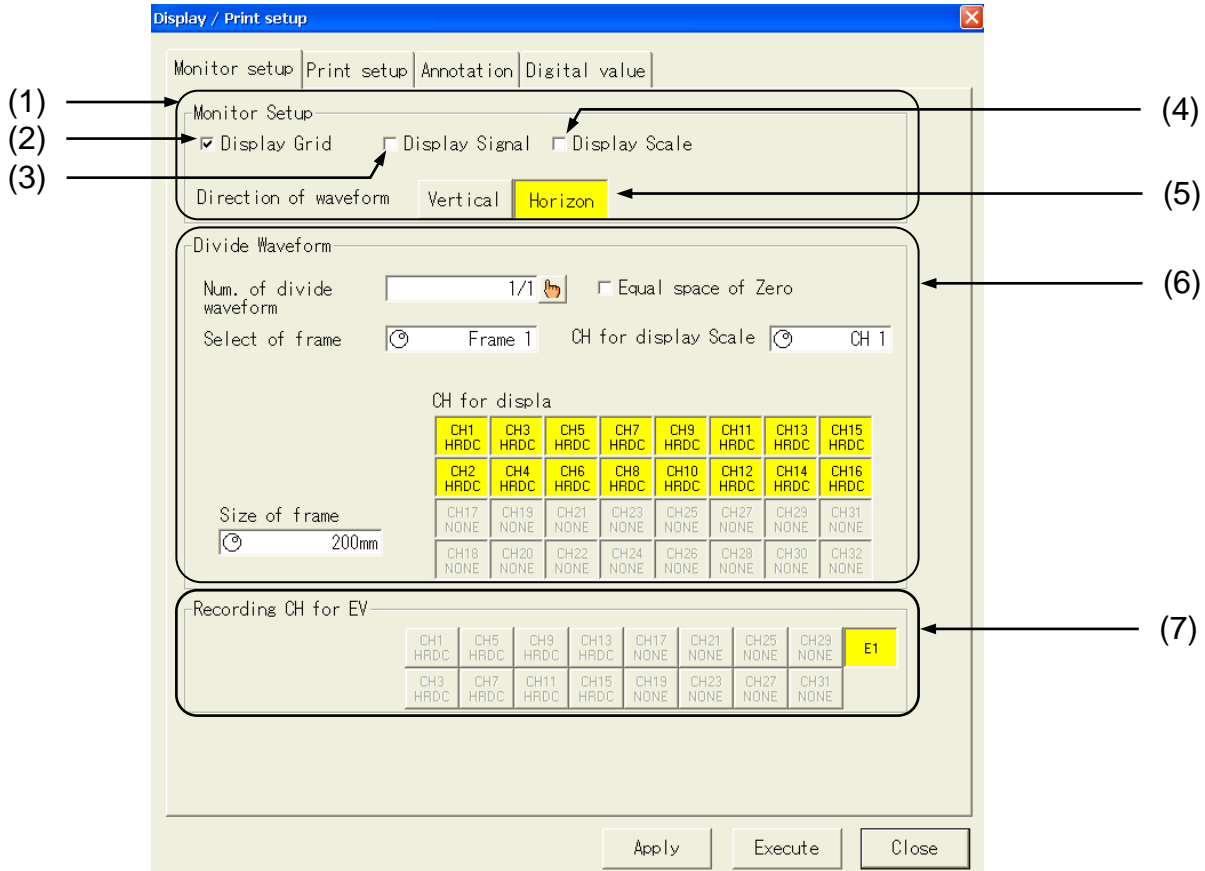 Display / Print setup
Monitor setup Print setup Annotation Digital value
(1)
Monitor Setup
(4)
(2)
Display Grid Display Signal Display Scale
(3)
Direction of waveform Vertical Horizon
(5)
Divide Waveform
Num. of divide waveform 1/1 Equal space of Zero
(6)
Select of frame Frame 1 CH for display Scale CH 1
CH for displa
CH1 CH3 CH5 CH7 CH9 CH11 CH13 CH15
HRDC HRDC HRDC HRDC HRDC HRDC HRDC HRDC
CH2 CH4 CH6 CH8 CH10 CH12 CH14 CH16
HRDC HRDC HRDC HRDC HRDC HRDC HRDC HRDC
Size of frame
200mm
CH17 CH19 CH21 CH23 CH25 CH27 CH29 CH31
NONE NONE NONE NONE NONE NONE NONE NONE
CH18 CH20 CH22 CH24 CH26 CH28 CH30 CH32
NONE NONE NONE NONE NONE NONE NONE NONE
Recording CH for EV
(7)
CH1 CH5 CH9 CH13 CH17 CH21 CH25 CH29 E1
HRDC HRDC HRDC HRDC NONE NONE NONE NONE
CH3 CH7 CH11 CH15 CH19 CH23 CH27 CH31
HRDC HRDC HRDC HRDC NONE NONE NONE NONE
Apply Execute Close